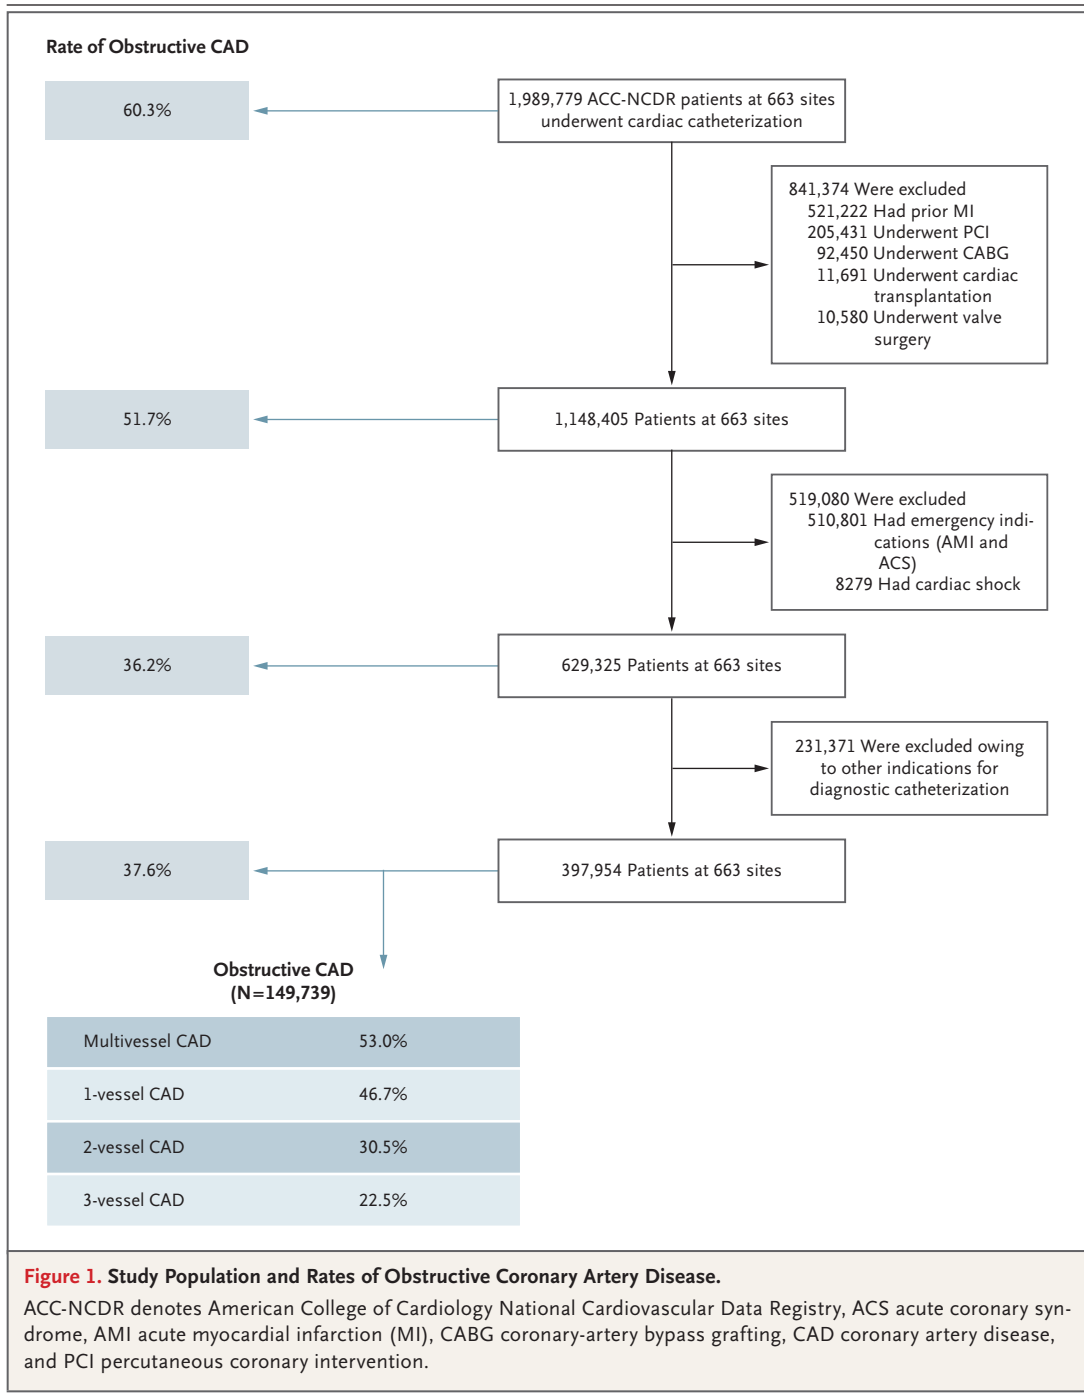 Rate of Obstructive CAD
60.3%
1,989,779 ACC-NCDR patients at 663 sites
underwent cardiac catheterization
841,374 Were excluded
521,222 Had prior MI
205,431 Underwent PCI
92,450 Underwent CABG
11,691 Underwent cardiac
transplantation
10,580 Underwent valve
surgery
51.7%
1,148,405 Patients at 663 sites
519,080 Were excluded
510,801 Had emergency indi-
cations (AMI and
ACS)
8279 Had cardiac shock
36.2%
629,325 Patients at 663 sites
231,371 Were excluded owing
to other indications for
diagnostic catheterization
37.6%
397,954 Patients at 663 sites
Obstructive CAD
(N=149,739)
Multivessel CAD 53.0%
1-vessel CAD 46.7%
2-vessel CAD 30.5%
3-vessel CAD 22.5%
Figure 1. Study Population and Rates of Obstructive Coronary Artery Disease.
ACC-NCDR denotes American College of Cardiology National Cardiovascular Data Registry, ACS acute coronary syn-
drome, AMI acute myocardial infarction (MI), CABG coronary-artery bypass grafting, CAD coronary artery disease,
and PCI percutaneous coronary intervention.